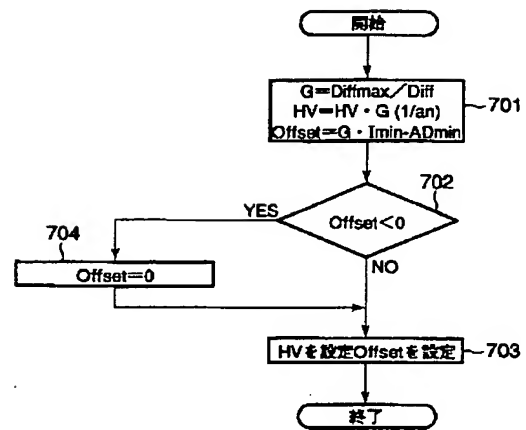 開始
G=Diffmax/Diff
HV=HV・G (1/an)
Offset=G・Imin-ADmin
701
702
Offset<0
YES
NO
704
Offset=0
HVを設定Offsetを設定
703
終了